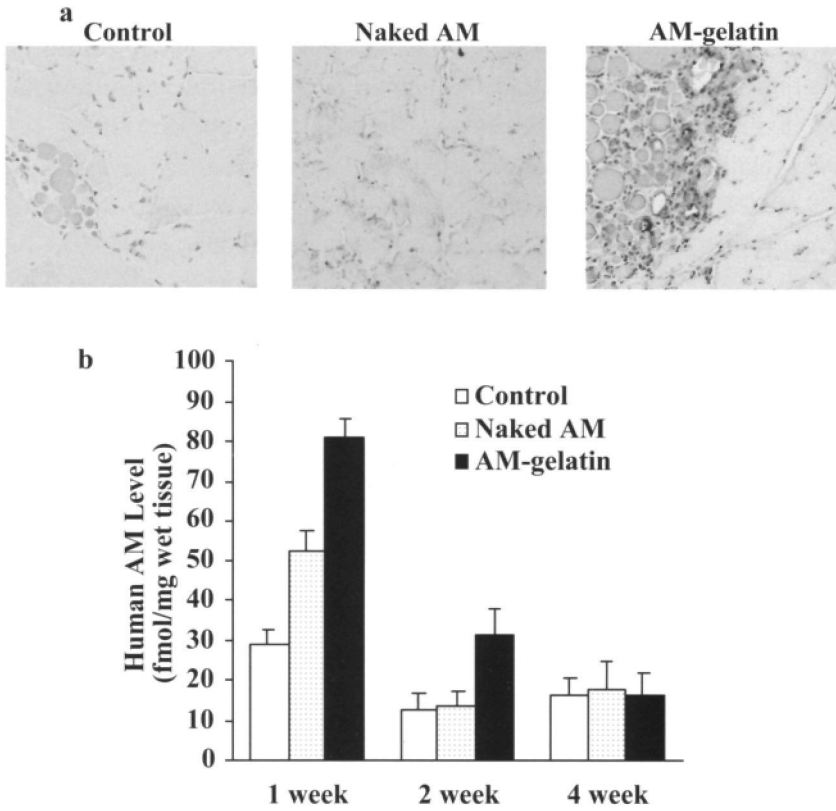 a
Control Naked AM AM-gelatin
b
100
90
80
70
60
50
40
30
20
10
0
Human AM Level
(fmol/mg wet tissue)
Control
Naked AM
AM-gelatin
1 week 2 week 4 week